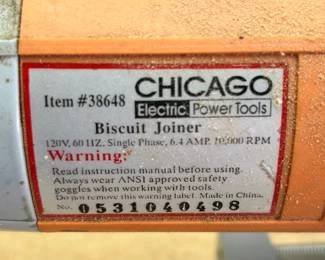 Item #38648
CHICAGO
Electric Power Tools
Biscuit Joiner
120V, 60 HZ. Single Phase, 6.4 AMP. 10,000 RPM
Warning:
Read instruction manual before using.
Always wear ANSI approved safety
goggles when working with tools.
Do not remove this warning label. Made in China.
No. 0531040498